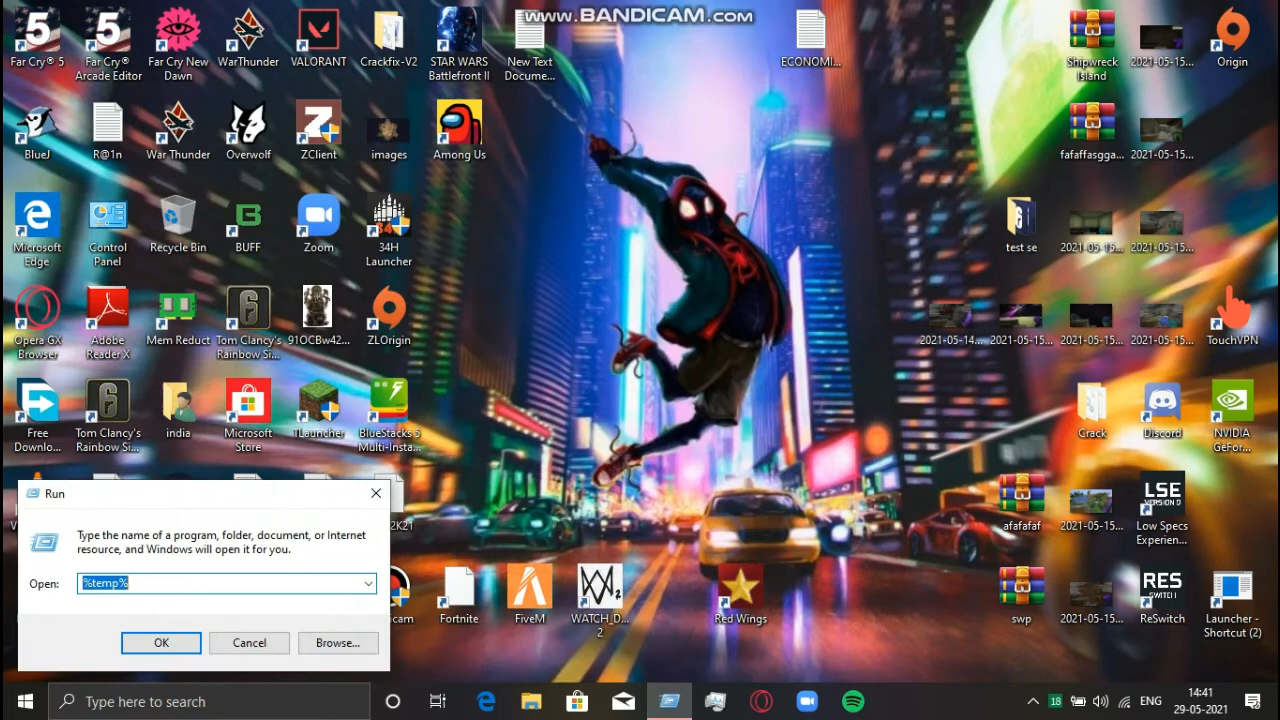 www.BANDICAM.com
Far Cry® 5
Far Cry®
Arcade Editor
Far Cry New
Dawn
WarThunder
VALORANT
Crackfix-V2
STAR WARS
Battlefront II
New Text
Docume...
ECONOMI...
Shipwreck
Island
2021-05-15...
Origin
BlueJ
R@1n
War Thunder
Overwolf
ZClient
images
Among Us
fafaffasgga...
2021-05-15...
Microsoft
Edge
Control
Panel
Recycle Bin
BUFF
Zoom
34H
Launcher
test se
2021-05-15...
2021-05-15...
Opera GX
Browser
Adobe
Reader X
Mem Reduct
Tom Clancy's
Rainbow Si...
91OCBw42...
ZLOrigin
2021-05-14...
2021-05-15...
2021-05-15...
2021-05-15...
TouchVPN
Free
Downlo...
Tom Clancy's
Rainbow Si...
india
Microsoft
Store
TLauncher
BlueStacks 5
Multi-Insta...
Crack
Discord
NVIDIA
GeFor...
2K21
afafafaf
2021-05-15...
LSE
VERSION 9
Low Specs
Experien...
Run
Type the name of a program, folder, document, or Internet
resource, and Windows will open it for you.
Open:
%temp%
OK
Cancel
Browse...
icam
Fortnite
FiveM
WATCH_D...
2
Red Wings
swp
2021-05-15...
RES
SWITCH
ReSwitch
Launcher -
Shortcut (2)
Type here to search
18
ENG
14:41
29-05-2021